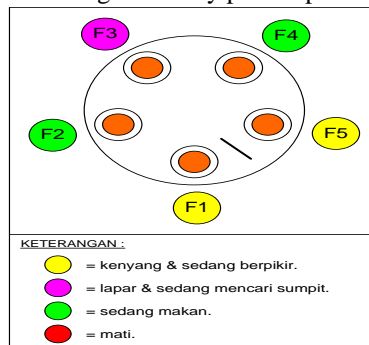 F3
F4
F2
F5
F1
KETERANGAN :
= kenyang & sedang berpikir.
= lapar & sedang mencari sumpit.
= sedang makan.
= mati.